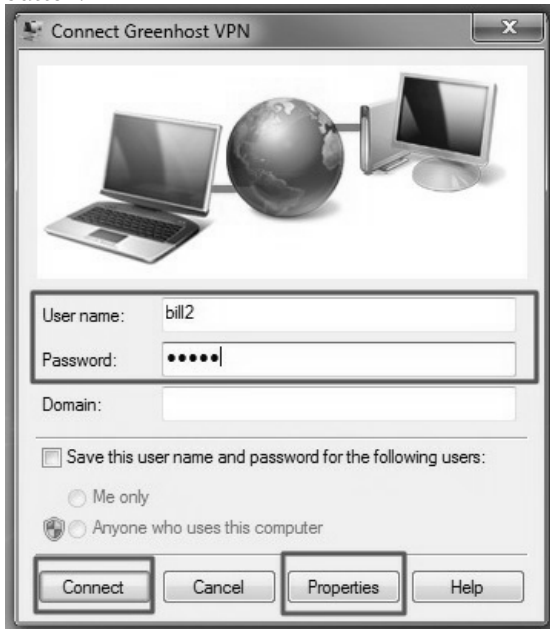 Connect Greenhost VPN
User name: bill2
Password: •••••
Domain:
Save this user name and password for the following users:
Me only
Anyone who uses this computer
Connect Cancel Properties Help